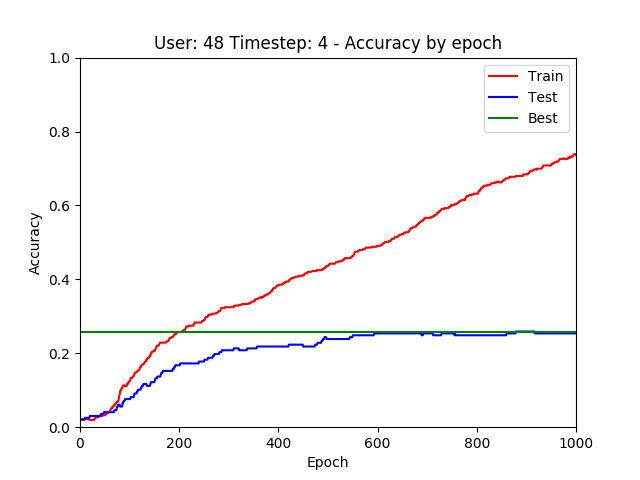 User: 48 Timestep: 4 - Accuracy by epoch
1.0
0.8
0.6
0.4
0.2
0.0
Accuracy
Train
Test
Best
0 200 400 600 800 1000
Epoch